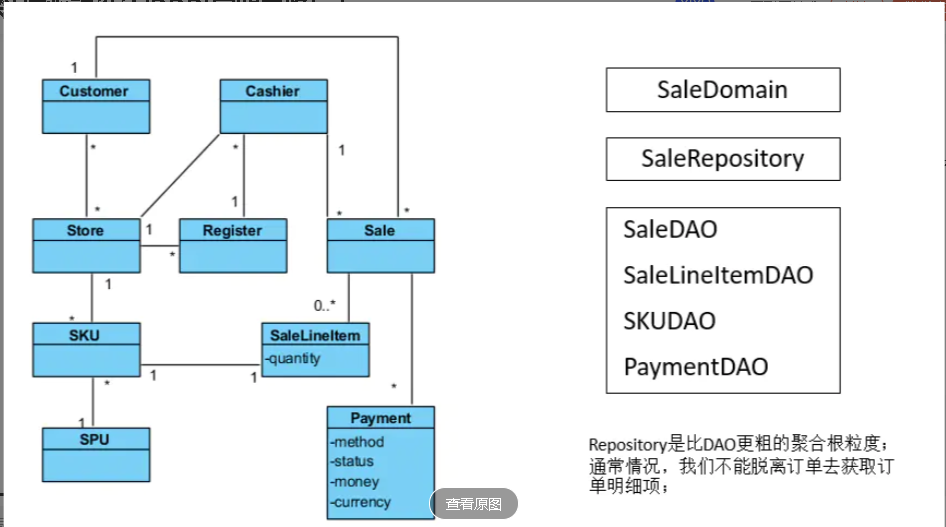 1
Customer
Cashier
*
*
1
1
*
1
*
*
Store
Register
Sale
*
1
0..*
*
SKU
SaleLineItem
-quantity
1
1
*
*
1
SPU
Payment
-method
-status
-money
-currency
SaleDomain
SaleRepository
SaleDAO
SaleLineItemDAO
SKUDAO
PaymentDAO
Repository是比DAO更粗的聚合根粒度；
通常情况，我们不能脱离订单去获取订
单明细项；
查看原图